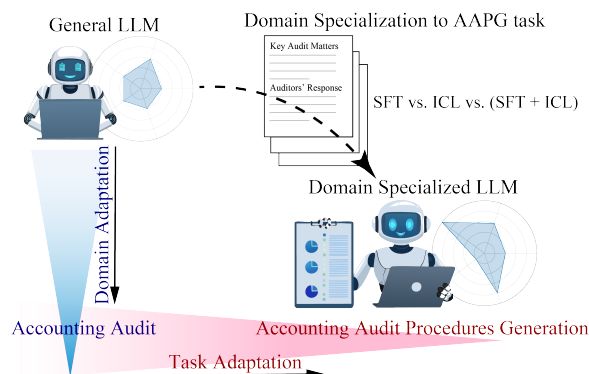 General LLM
Domain Specialization to AAPG task
Key Audit Matters
Auditors' Response
SFT vs. ICL vs. (SFT + ICL)
Domain Adaptation
Domain Specialized LLM
Accounting Audit
Accounting Audit Procedures Generation
Task Adaptation